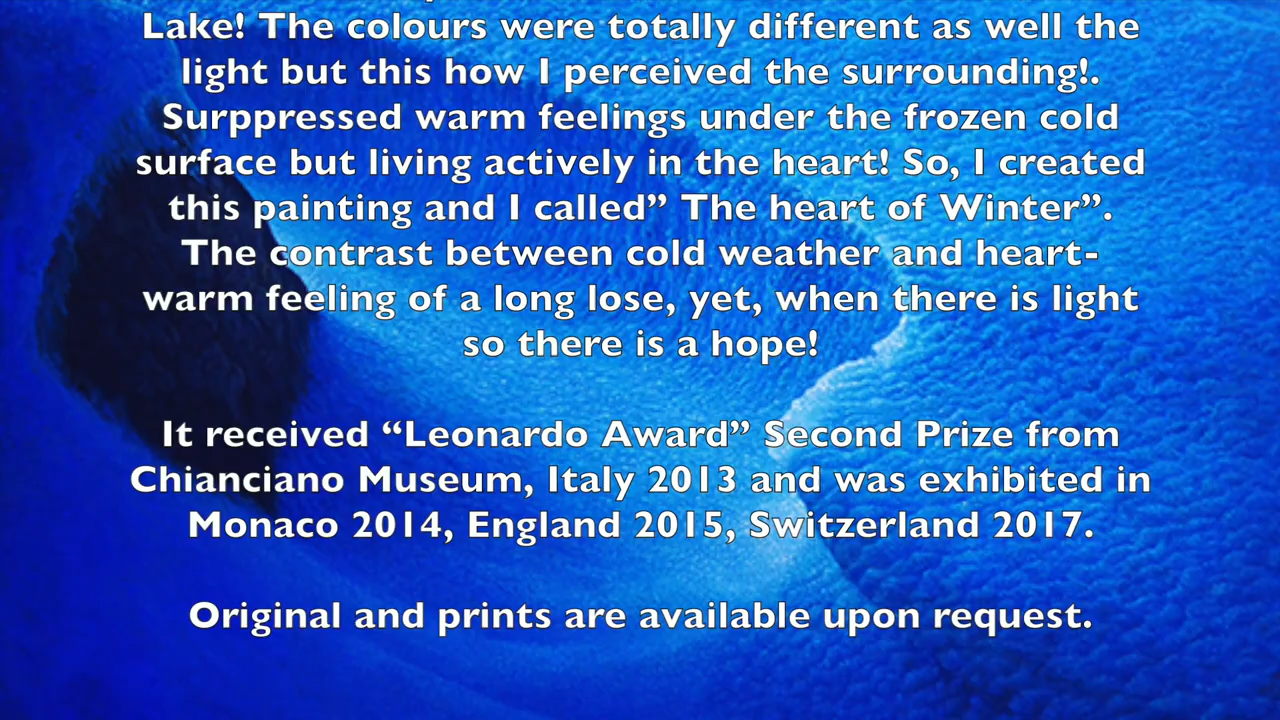 Lake! The colours were totally different as well the
light but this how I perceived the surrounding!.
Surppressed warm feelings under the frozen cold
surface but living actively in the heart! So, I created
this painting and I called” The heart of Winter”.
The contrast between cold weather and heart-
warm feeling of a long lose, yet, when there is light
so there is a hope!
It received “Leonardo Award” Second Prize from
Chianciano Museum, Italy 2013 and was exhibited in
Monaco 2014, England 2015, Switzerland 2017.
Original and prints are available upon request.